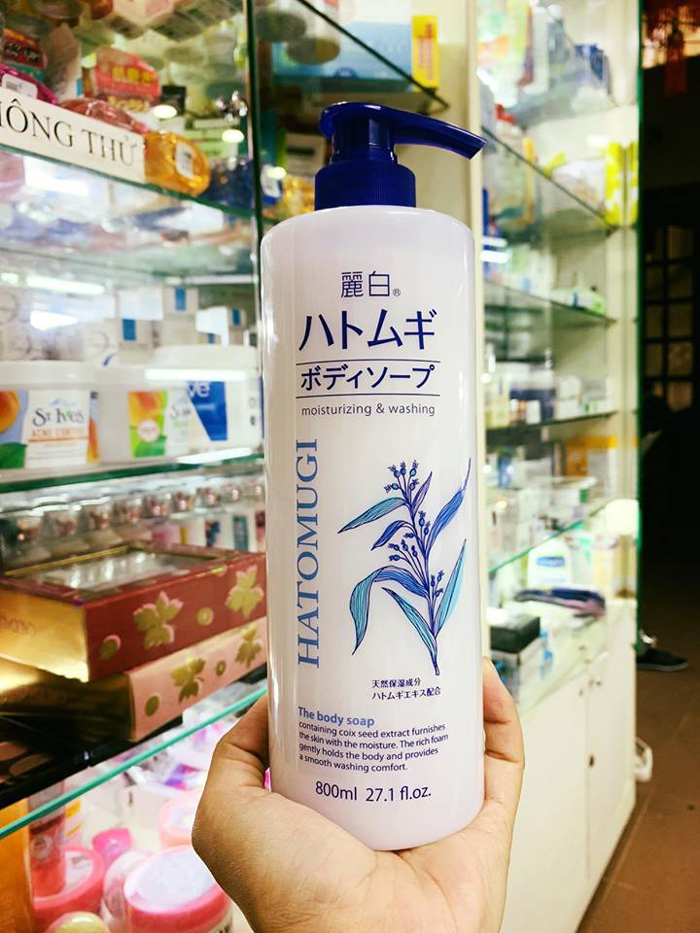 麗白®
ハトムギ
ボディソープ
moisturizing & washing
HATOMUGI
天然保湿成分
ハトムギエキス配合
The body soap
containing coix seed extract furnishes
the skin with the moisture. The rich foam
gently holds the body and provides
a smooth washing comfort.
800ml 27.1 fl.oz.
ÔNG THỬ
St Ives